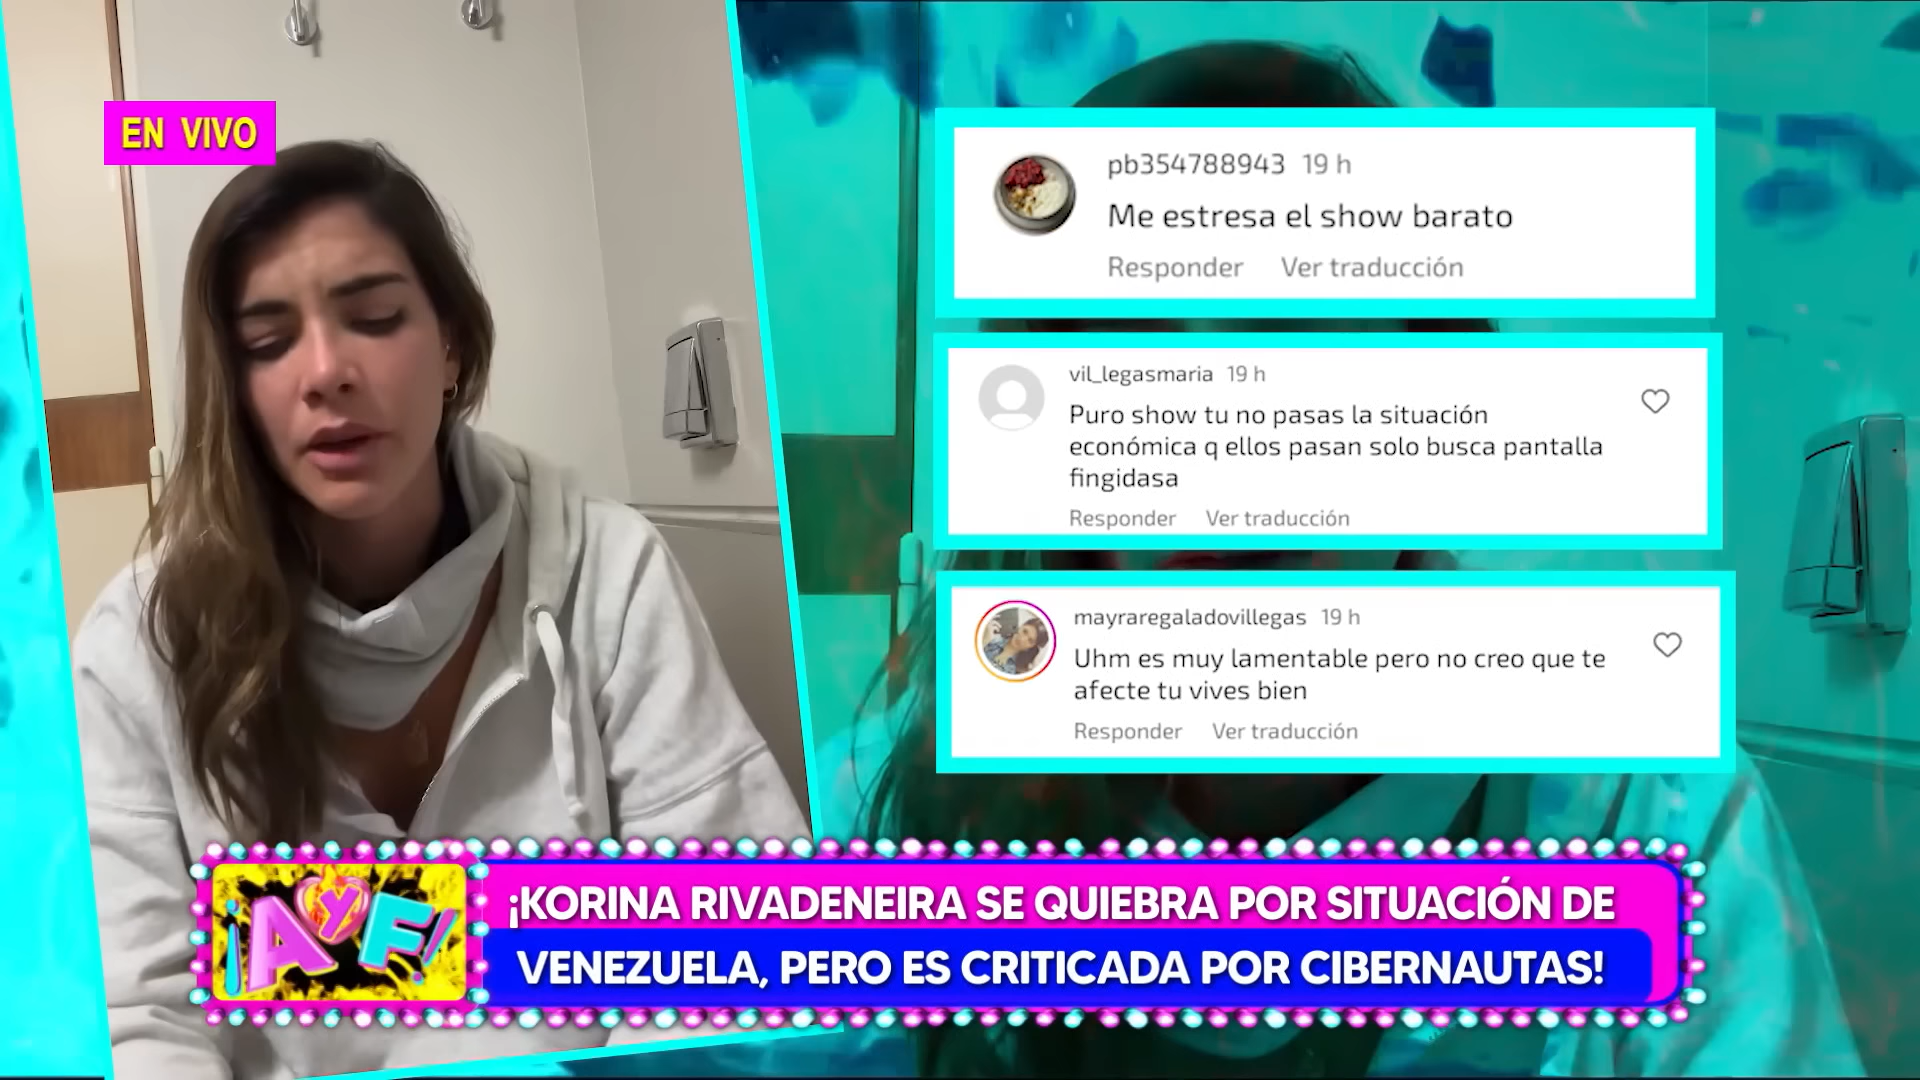 EN VIVO
pb354788943 19 h
Me estresa el show barato
Responder Ver traducción
vil_legasmaria 19 h
Puro show tu no pasas la situación
económica q ellos pasan solo busca pantalla
fingidasa
Responder Ver traducción
mayraregaladovillegas 19 h
Uhm es muy lamentable pero no creo que te
afecte tu vives bien
Responder Ver traducción
¡AYF!
¡KORINA RIVADENEIRA SE QUIEBRA POR SITUACIÓN DE
VENEZUELA, PERO ES CRITICADA POR CIBERNAUTAS!